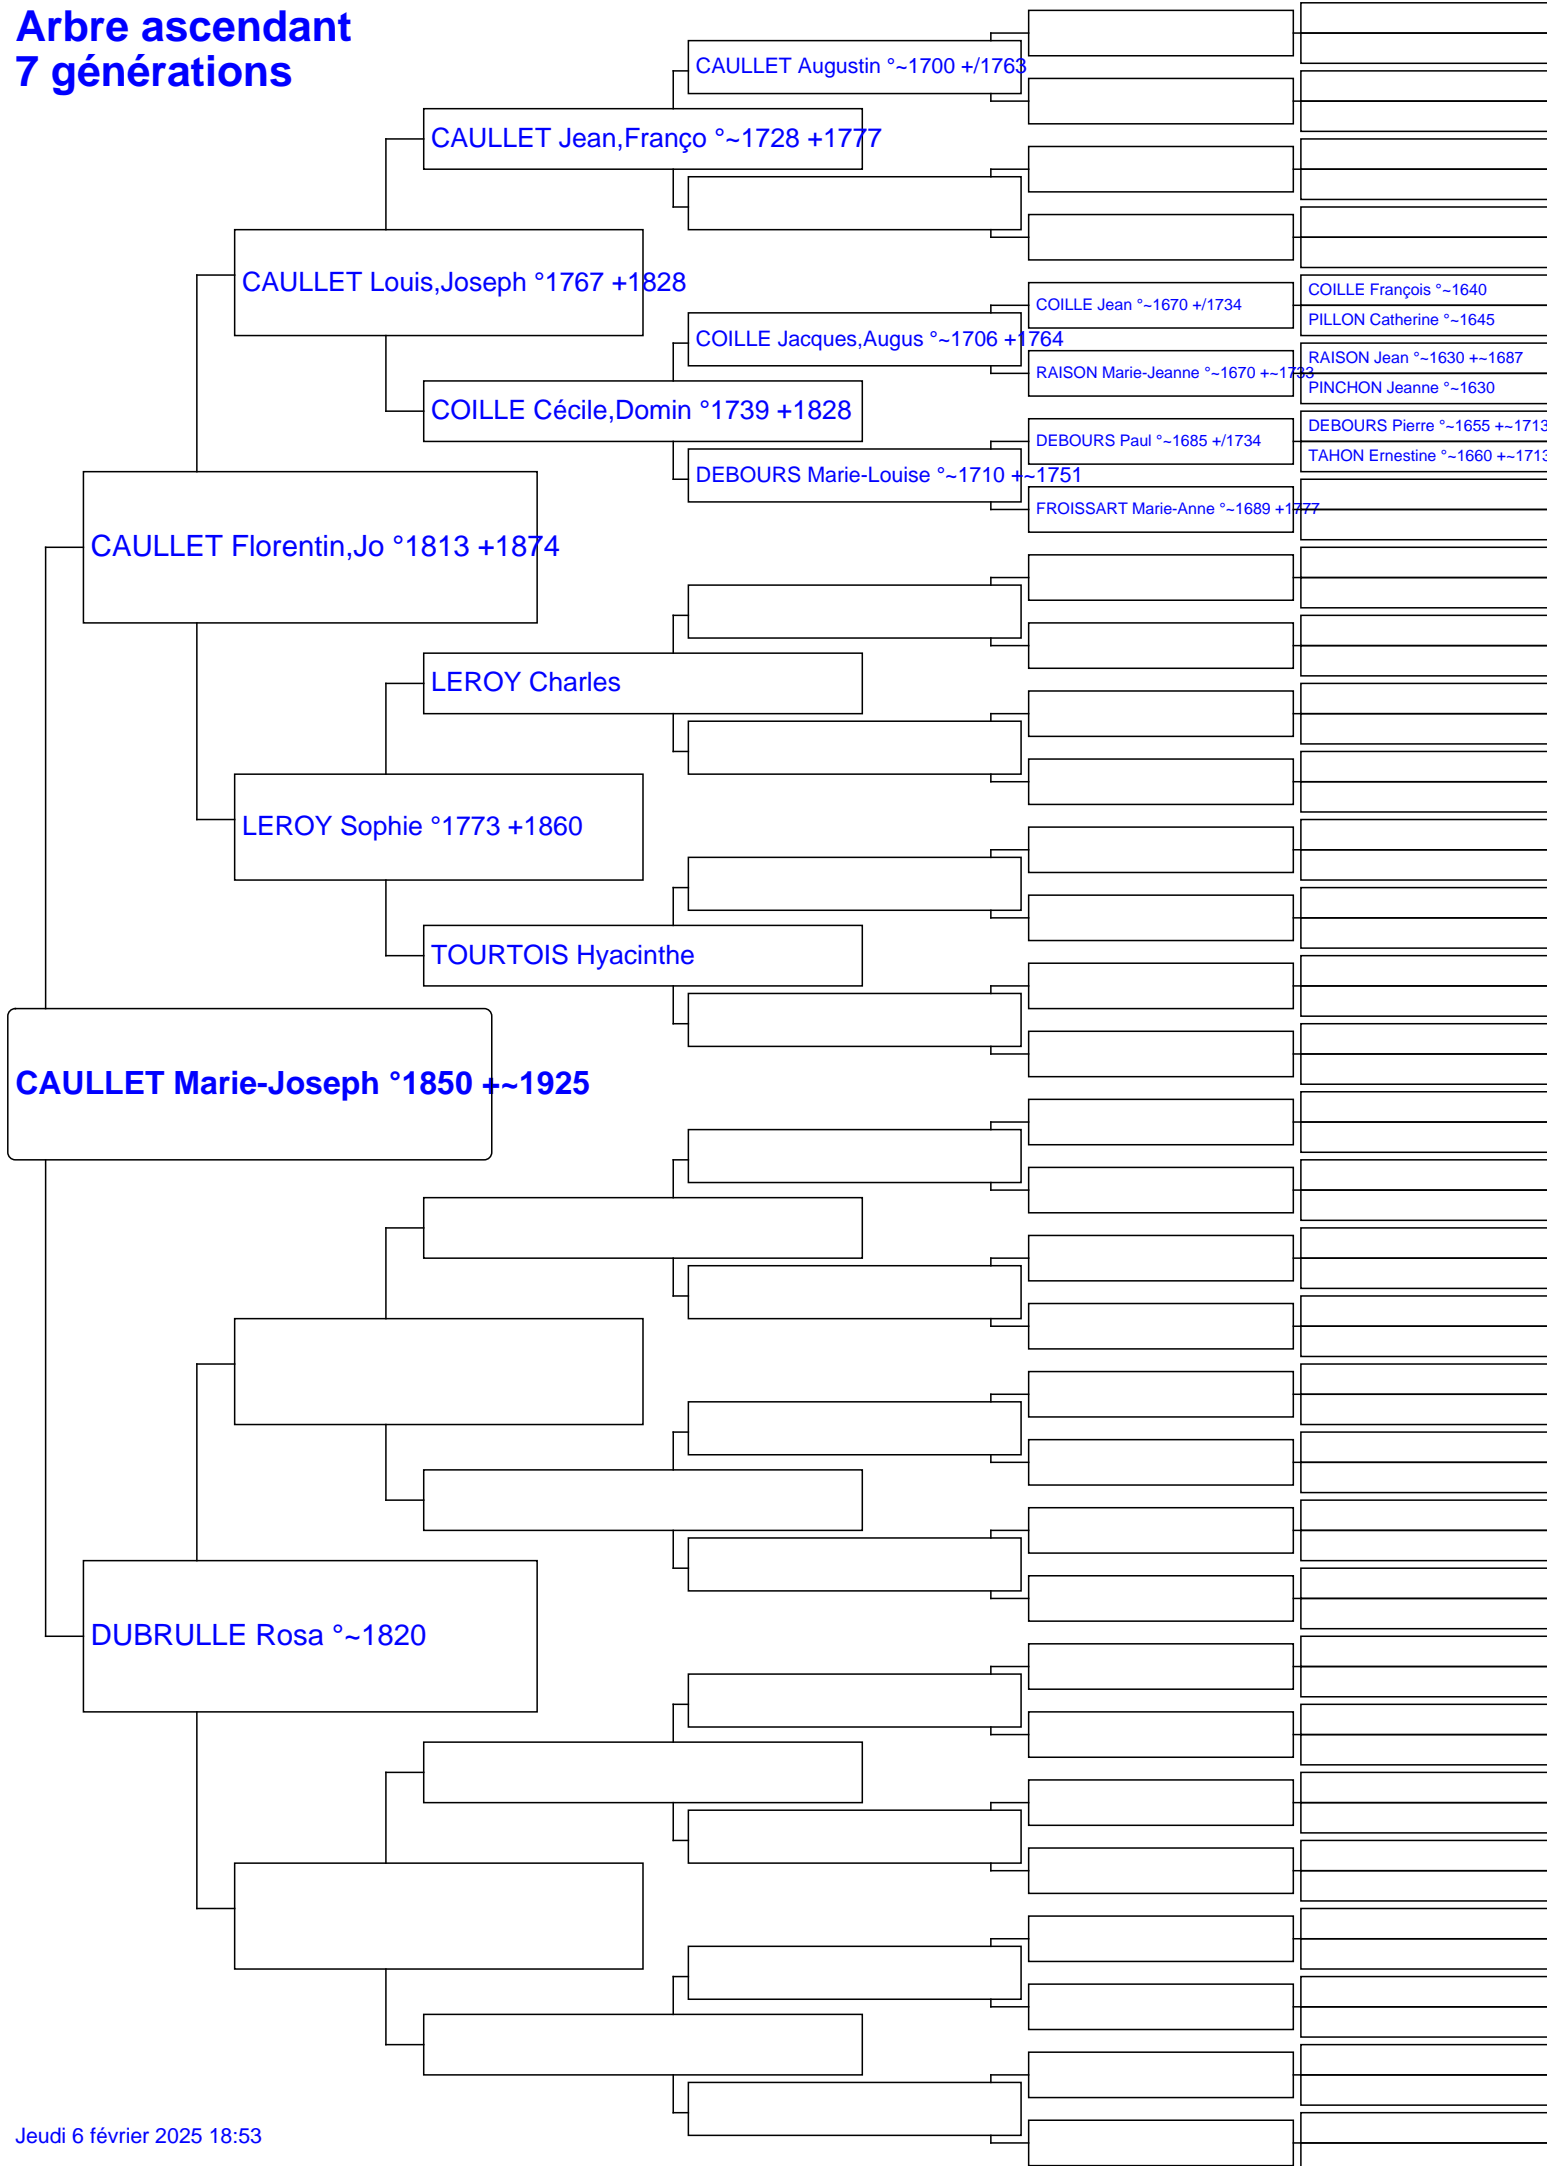 Arbre ascendant
7 générations
CAULLET Augustin °~1700 +/1763
CAULLET Jean,Franço °~1728 +1777
CAULLET Louis,Joseph °1767 +1828
COILLE François °~1640
COILLE Jean °~1670 +/1734
PILLON Catherine °~1645
COILLE Jacques,Augus °~1706 +1764
RAISON Jean °~1630 +~1687
RAISON Marie-Jeanne °~1670 +~1733
PINCHON Jeanne °~1630
COILLE Cécile,Domin °1739 +1828
DEBOURS Pierre °~1655 +~1713
DEBOURS Paul °~1685 +/1734
TAHON Ernestine °~1660 +~1713
DEBOURS Marie-Louise °~1710 +~1751
FROISSART Marie-Anne °~1689 +1777
CAULLET Florentin,Jo °1813 +1874
LEROY Charles
LEROY Sophie °1773 +1860
TOURTOIS Hyacinthe
CAULLET Marie-Joseph °1850 +~1925
DUBRULLE Rosa °~1820
Jeudi 6 février 2025 18:53